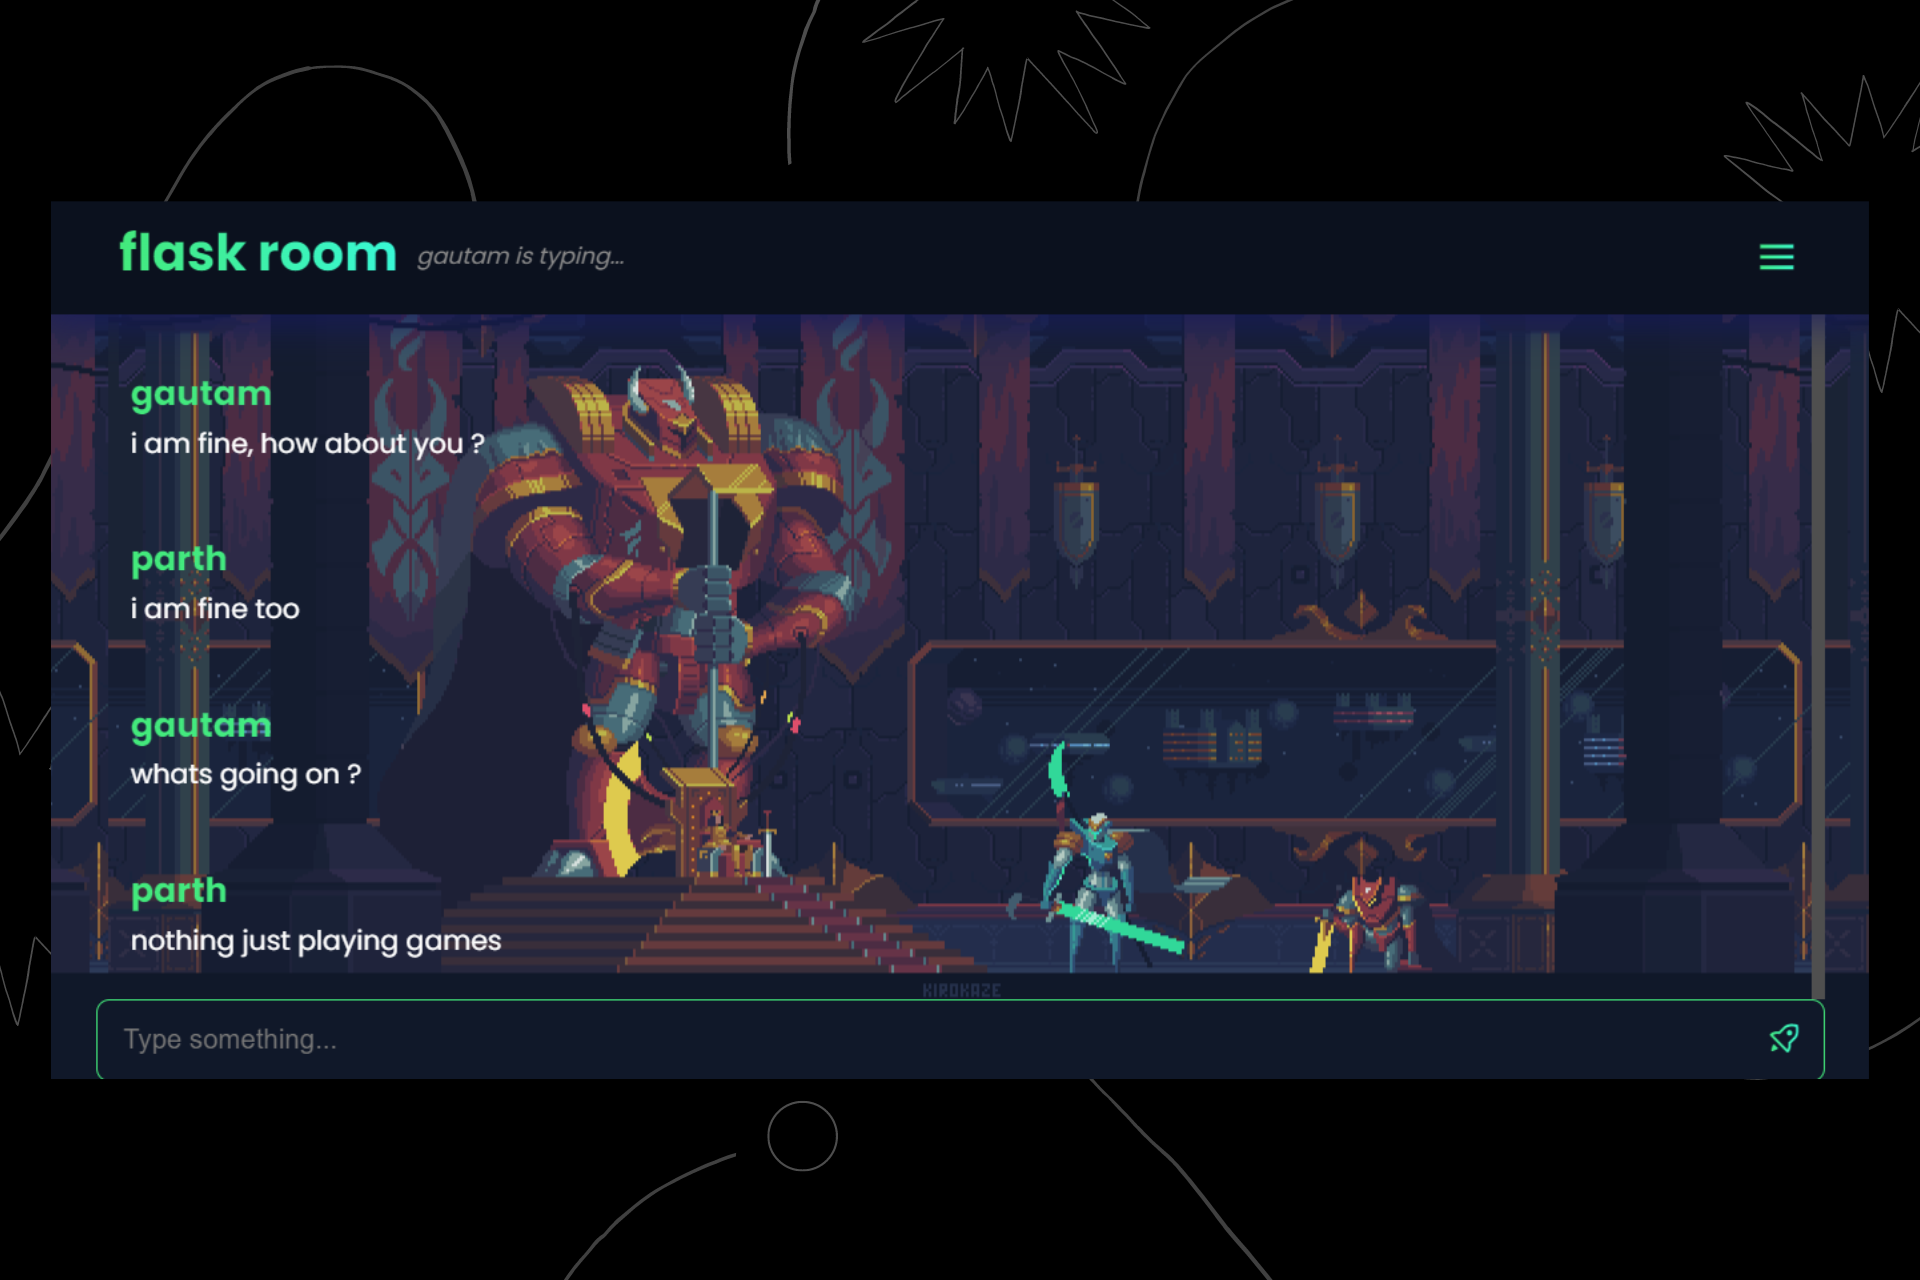 flask room gautam is typing...
gautam
i am fine, how about you ?
parth
i am fine too
gautam
whats going on ?
parth
nothing just playing games
KIROKAZE
Type something...